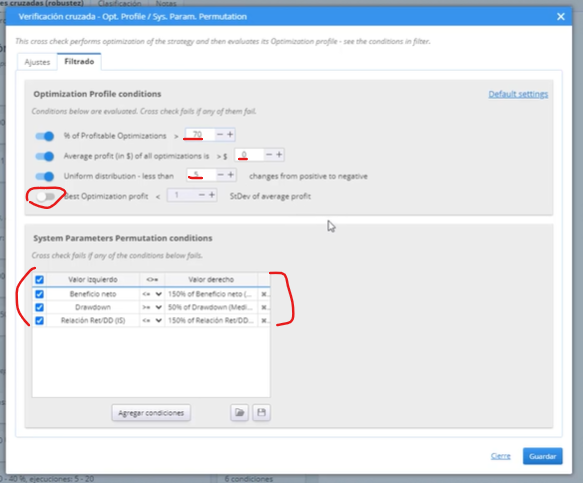 es cruzadas (robustez) Clasificación Notas
Verificación cruzada - Opt. Profile / Sys. Param. Permutation
This cross check performs optimization of the strategy and then evaluates its Optimization profile - see the conditions in filter.
Ajustes Filtrado
Optimization Profile conditions Default settings
Conditions below are evaluated. Cross check fails if any of them fail.
% of Profitable Optimizations > 70 - +
Average profit (in $) of all optimizations is > $ 0 - +
Uniform distribution - less than 5 - + changes from positive to negative
Best Optimization profit < 1 - + StDev of average profit
System Parameters Permutation conditions
Cross check fails if any of the conditions below fails.
Valor izquierdo <>= Valor derecho
Beneficio neto <= 150% of Beneficio neto (...
Drawdown >= 50% of Drawdown (Medi...
Relación Ret/DD (IS) <= 150% of Relación Ret/DD...
Agregar condiciones
Cierre Guardar
0 - 40 %, ejecuciones: 5 - 20 6 condiciones